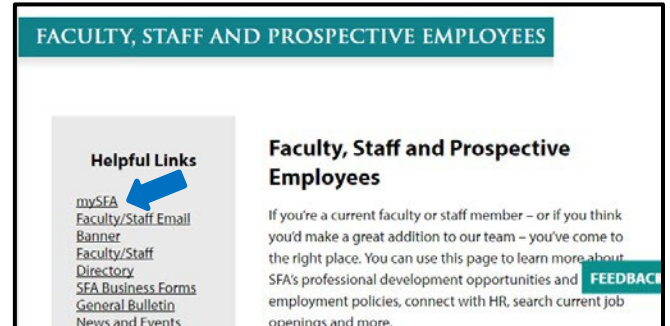 FACULTY, STAFF AND PROSPECTIVE EMPLOYEES
Helpful Links
mySFA
Faculty/Staff Email
Banner
Faculty/Staff
Directory
SFA Business Forms
General Bulletin
News and Events
Faculty, Staff and Prospective
Employees
If you're a current faculty or staff member – or if you think
you'd make a great addition to our team – you've come to
the right place. You can use this page to learn more about
SFA's professional development opportunities and
employment policies, connect with HR, search current job
openings and more.
FEEDBACK